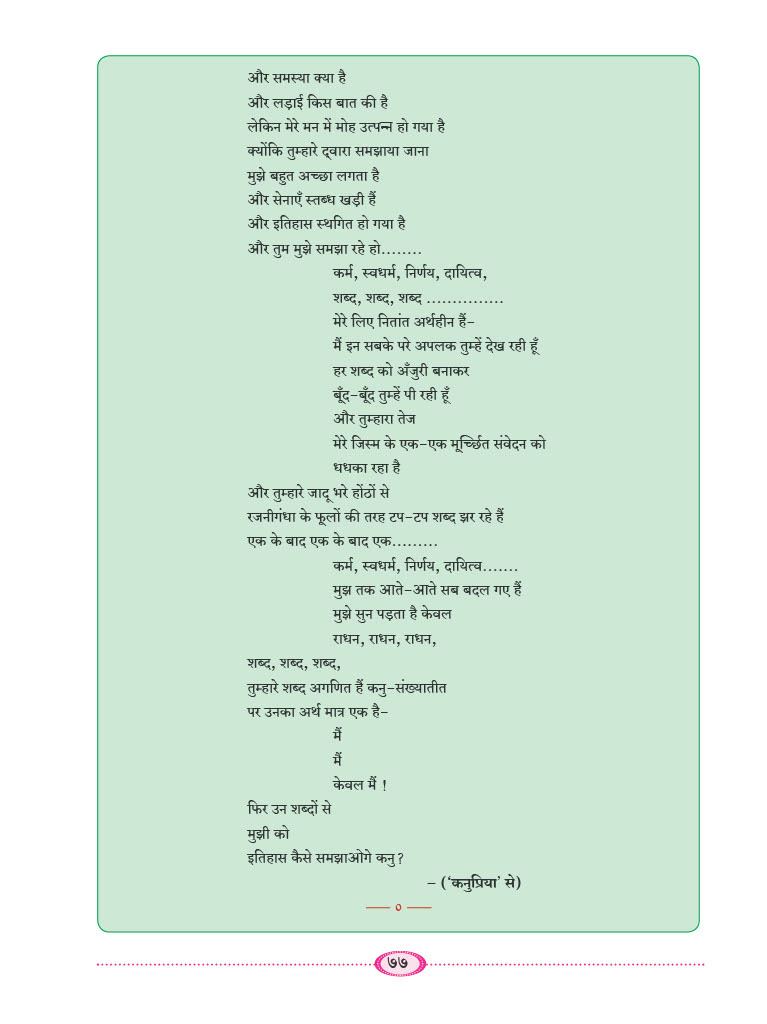 और समस्या क्या है
और लड़ाई किस बात की है
लेकिन मेरे मन में मोह उत्पन्न हो गया है
क्योंकि तुम्हारे द्वारा समझाया जाना
मुझे बहुत अच्छा लगता है
और सेनाएँ स्तब्ध खड़ी हैं
और इतिहास स्थगित हो गया है
और तुम मुझे समझा रहे हो........
कर्म, स्वधर्म, निर्णय, दायित्व,
शब्द, शब्द, शब्द ...............
मेरे लिए नितांत अर्थहीन हैं-
मैं इन सबके परे अपलक तुम्हें देख रही हूँ
हर शब्द को अँजुरी बनाकर
बूँद-बूँद तुम्हें पी रही हूँ
और तुम्हारा तेज
मेरे जिस्म के एक-एक मूर्च्छित संवेदन को
धधका रहा है
और तुम्हारे जादू भरे होंठों से
रजनीगंधा के फूलों की तरह टप-टप शब्द झर रहे हैं
एक के बाद एक के बाद एक.........
कर्म, स्वधर्म, निर्णय, दायित्व.......
मुझ तक आते-आते सब बदल गए हैं
मुझे सुन पड़ता है केवल
राधन, राधन, राधन,
शब्द, शब्द, शब्द,
तुम्हारे शब्द अगणित हैं कनु-संख्यातीत
पर उनका अर्थ मात्र एक है-
मैं
मैं
केवल मैं !
फिर उन शब्दों से
मुझी को
इतिहास कैसे समझाओगे कनु?
– (‘कनुप्रिया’ से)
०
७७